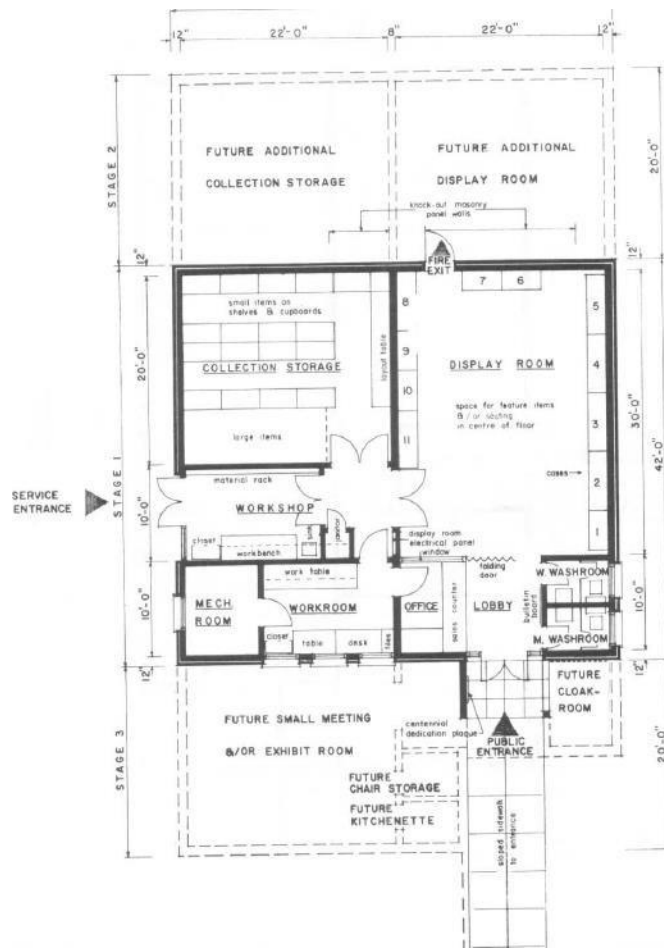 12" 22'-0" 8" 22'-0" 12"
STAGE 2
20'-0"
FUTURE ADDITIONAL
COLLECTION STORAGE
FUTURE ADDITIONAL
DISPLAY ROOM
knock-out masonry
panel walls
12"
12"
FIRE
EXIT
STAGE 1
20'-0"
small items on
shelves & cupboards
COLLECTION STORAGE
layout table
large items
8
7
6
5
9
4
10
3
11
2
1
DISPLAY ROOM
space for feature items
&/or seating
in centre of floor
cases
30'-0"
42'-0"
SERVICE
ENTRANCE
10'-0"
material rack
WORKSHOP
closet
workbench
sink
janitor
display room
electrical panel
window
folding
door
10'-0"
MECH.
ROOM
work table
WORKROOM
closet
table
desk
files
OFFICE
sales counter
LOBBY
bulletin
board
W. WASHROOM
M. WASHROOM
10'-0"
12"
12"
STAGE 3
FUTURE SMALL MEETING
&/OR EXHIBIT ROOM
centennial
dedication plaque
PUBLIC
ENTRANCE
FUTURE
CLOAK-
ROOM
20'-0"
FUTURE
CHAIR STORAGE
FUTURE
KITCHENETTE
sloped sidewalk
to entrance